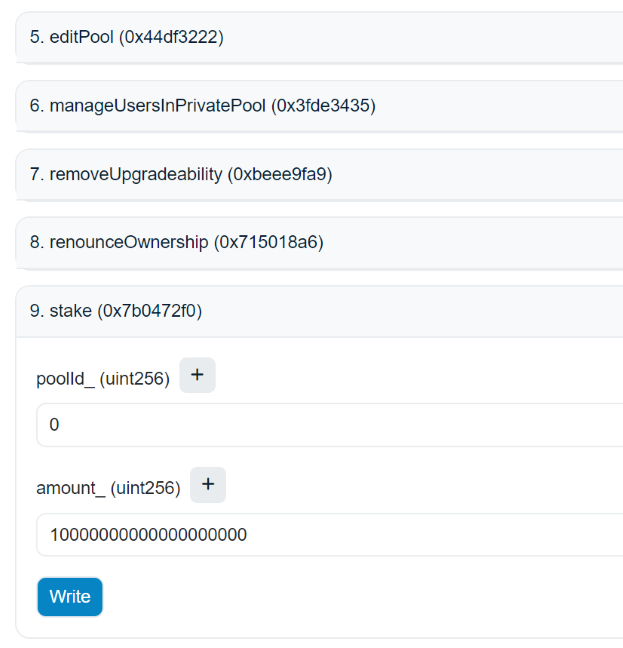 5. editPool (0x44df3222)
6. manageUsersInPrivatePool (0x3fde3435)
7. removeUpgradeability (0xbeee9fa9)
8. renounceOwnership (0x715018a6)
9. stake (0x7b0472f0)
poolId_ (uint256) +
0
amount_ (uint256) +
10000000000000000000
Write